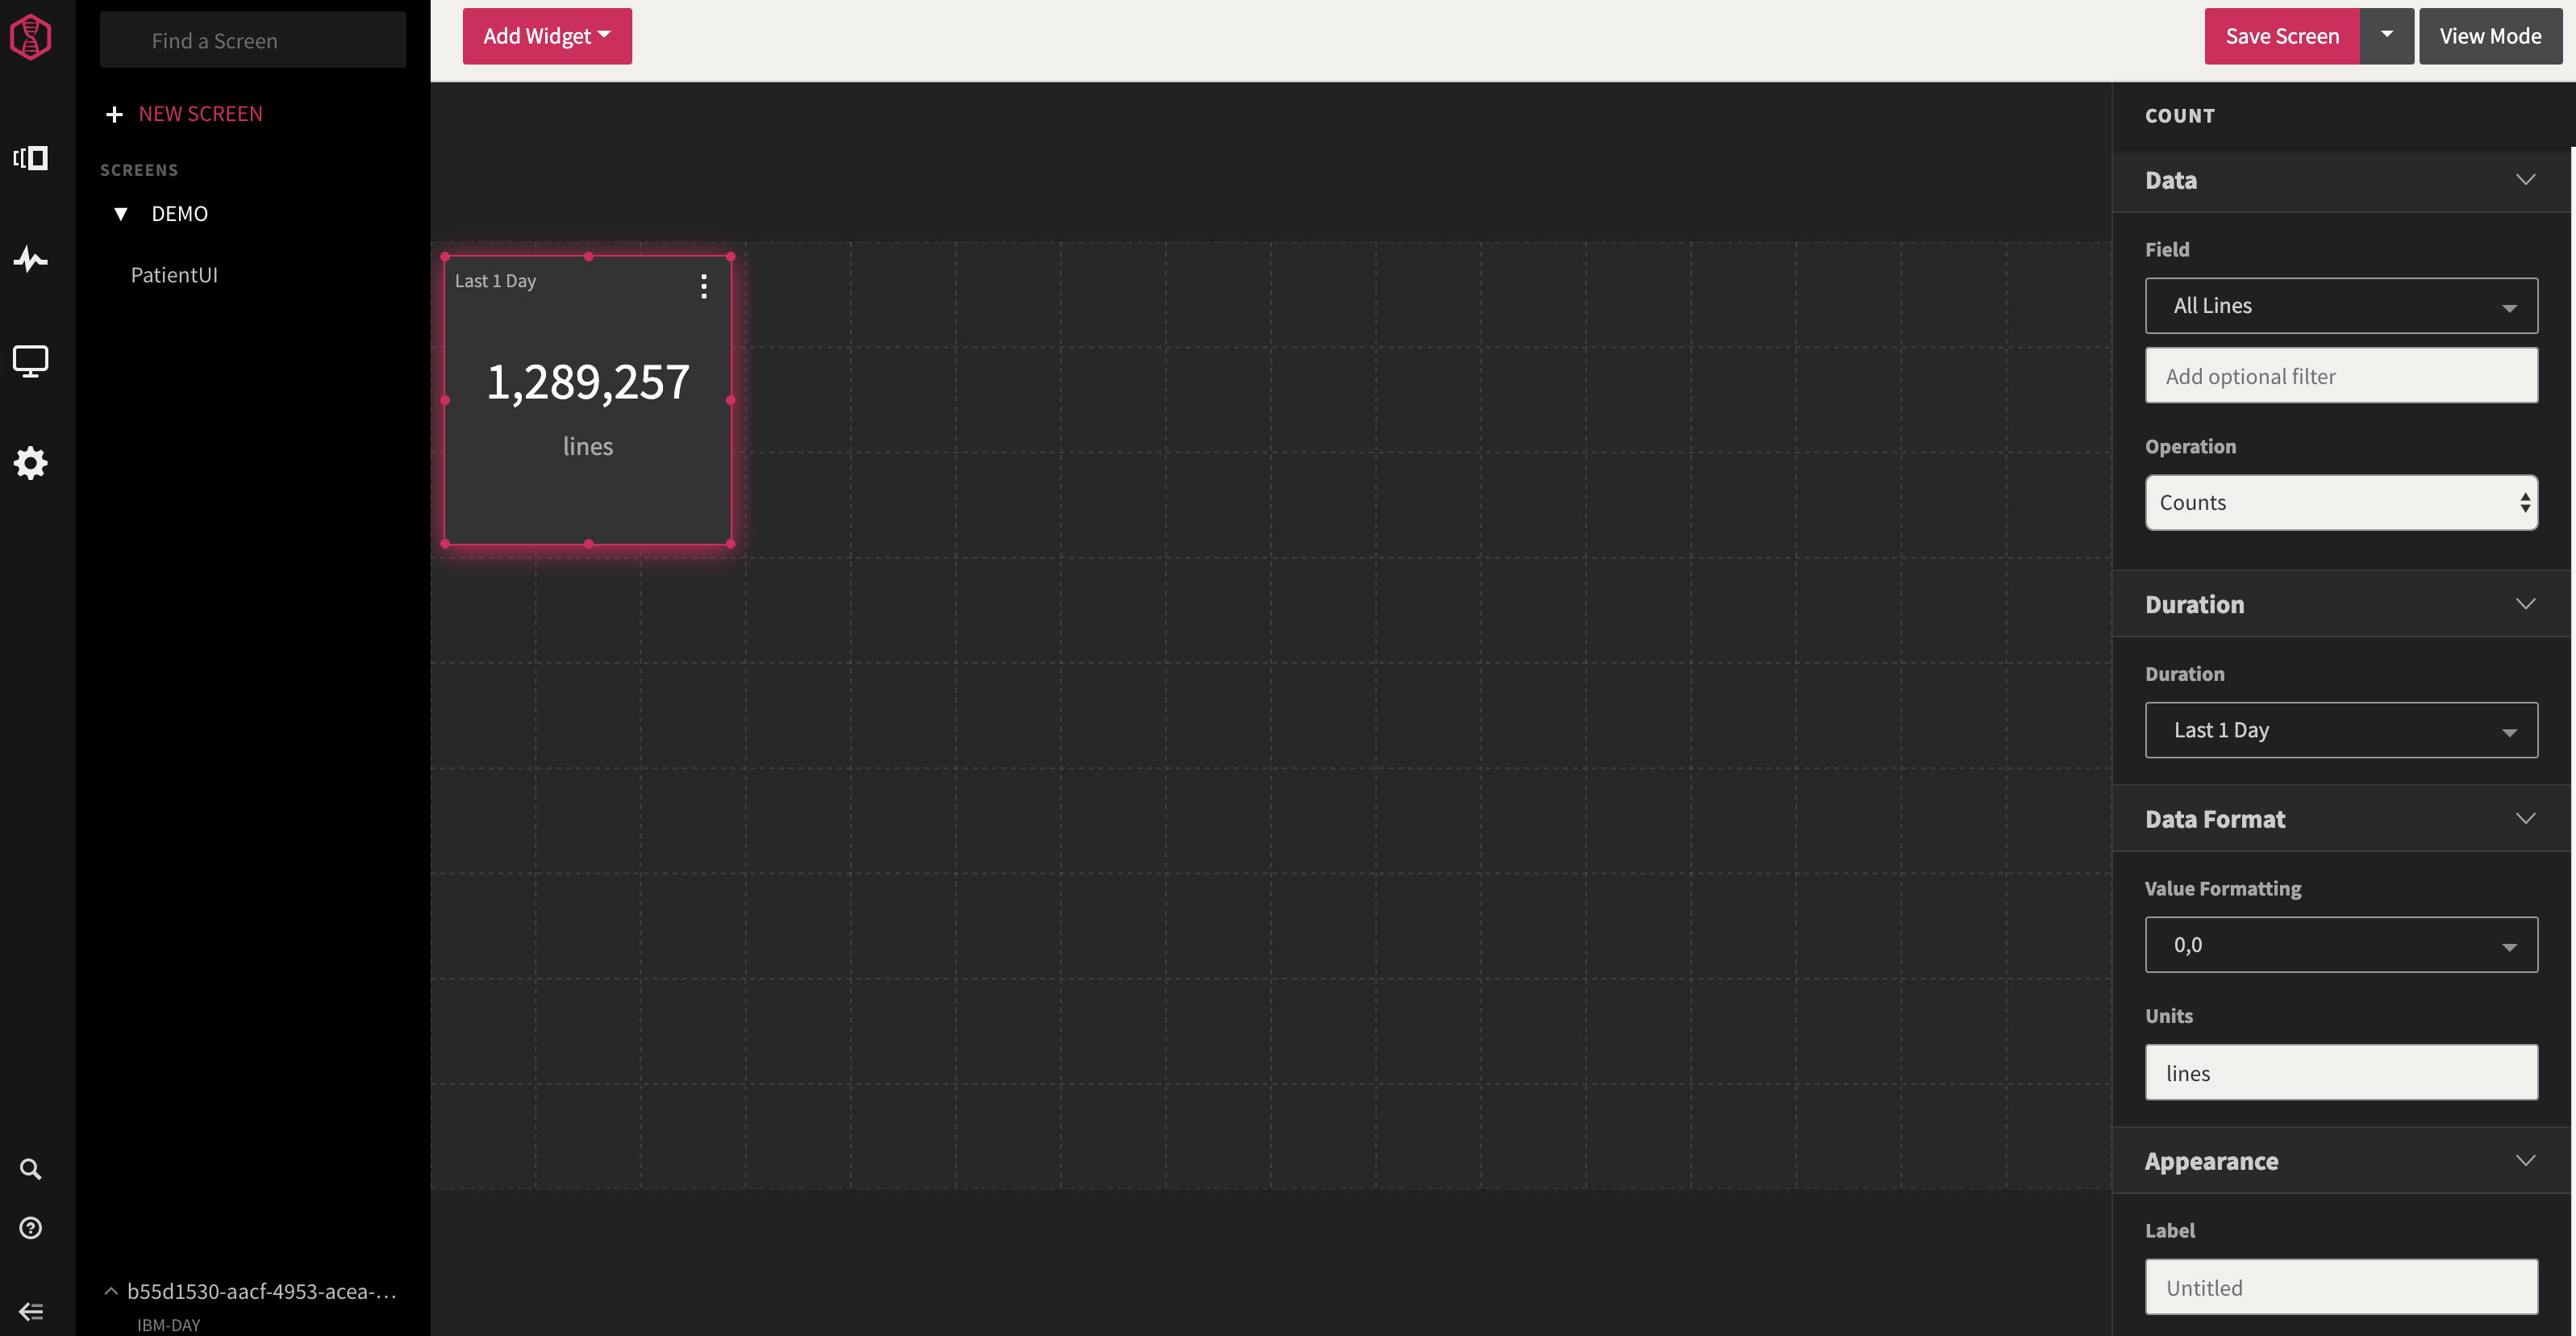 Find a Screen
NEW SCREEN
SCREENS
DEMO
PatientUI
b55d1530-aacf-4953-acea-...
IBM-DAY
Add Widget
Save Screen
View Mode
Last 1 Day
1,289,257
lines
COUNT
Data
Field
All Lines
Add optional filter
Operation
Counts
Duration
Duration
Last 1 Day
Data Format
Value Formatting
0,0
Units
lines
Appearance
Label
Untitled